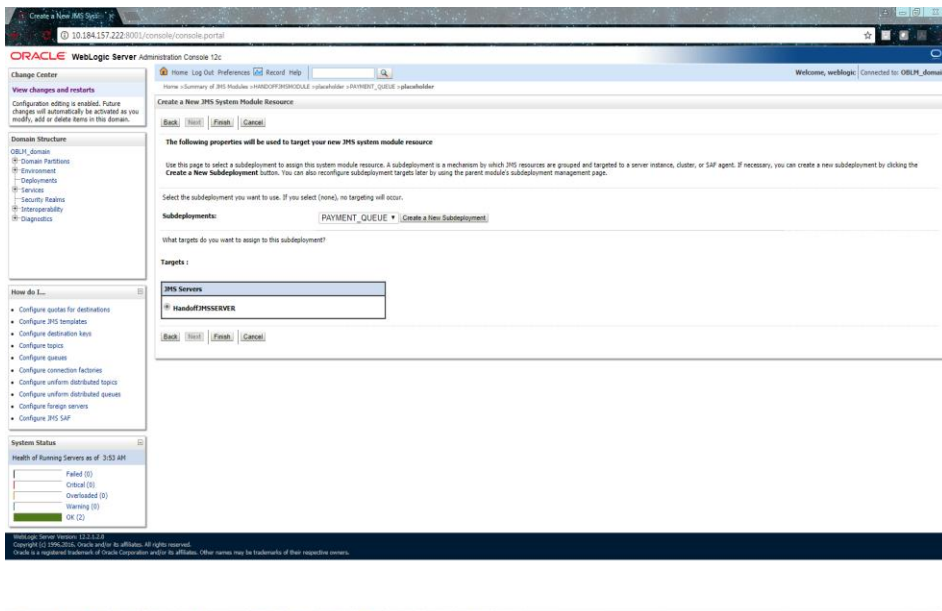 Create a New JMS Syste
10.184.157.222:8001/console/console.portal
ORACLE WebLogic Server Administration Console 12c
Change Center
View changes and restarts
Configuration editing is enabled. Future
changes will automatically be activated as you
modify, add or delete items in this domain.
Domain Structure
OBLM_domain
Domain Partitions
Environment
Deployments
Services
Security Realms
Interoperability
Diagnostics
How do I...
Configure quotas for destinations
Configure JMS templates
Configure destination keys
Configure topics
Configure queues
Configure connection factories
Configure uniform distributed topics
Configure uniform distributed queues
Configure foreign servers
Configure JMS SAF
System Status
Health of Running Servers as of 3:53 AM
Failed (0)
Critical (0)
Overloaded (0)
Warning (0)
OK (2)
Home Log Out Preferences Record Help
Welcome, weblogic Connected to: OBLM_domai
Home >Summary of JMS Modules >HANDOFFJMSMODULE >placeholder >PAYMENT_QUEUE >placeholder
Create a New JMS System Module Resource
Back Next Finish Cancel
The following properties will be used to target your new JMS system module resource
Use this page to select a subdeployment to assign this system module resource. A subdeployment is a mechanism by which JMS resources are grouped and targeted to a server instance, cluster, or SAF agent. If necessary, you can create a new subdeployment by clicking the
Create a New Subdeployment button. You can also reconfigure subdeployment targets later by using the parent module's subdeployment management page.
Select the subdeployment you want to use. If you select (none), no targeting will occur.
Subdeployments: PAYMENT_QUEUE Create a New Subdeployment
What targets do you want to assign to this subdeployment?
Targets :
JMS Servers
HandoffJMSSERVER
Back Next Finish Cancel
WebLogic Server Version: 12.2.1.2.0
Copyright (c) 1996,2016, Oracle and/or its affiliates. All rights reserved.
Oracle is a registered trademark of Oracle Corporation and/or its affiliates. Other names may be trademarks of their respective owners.